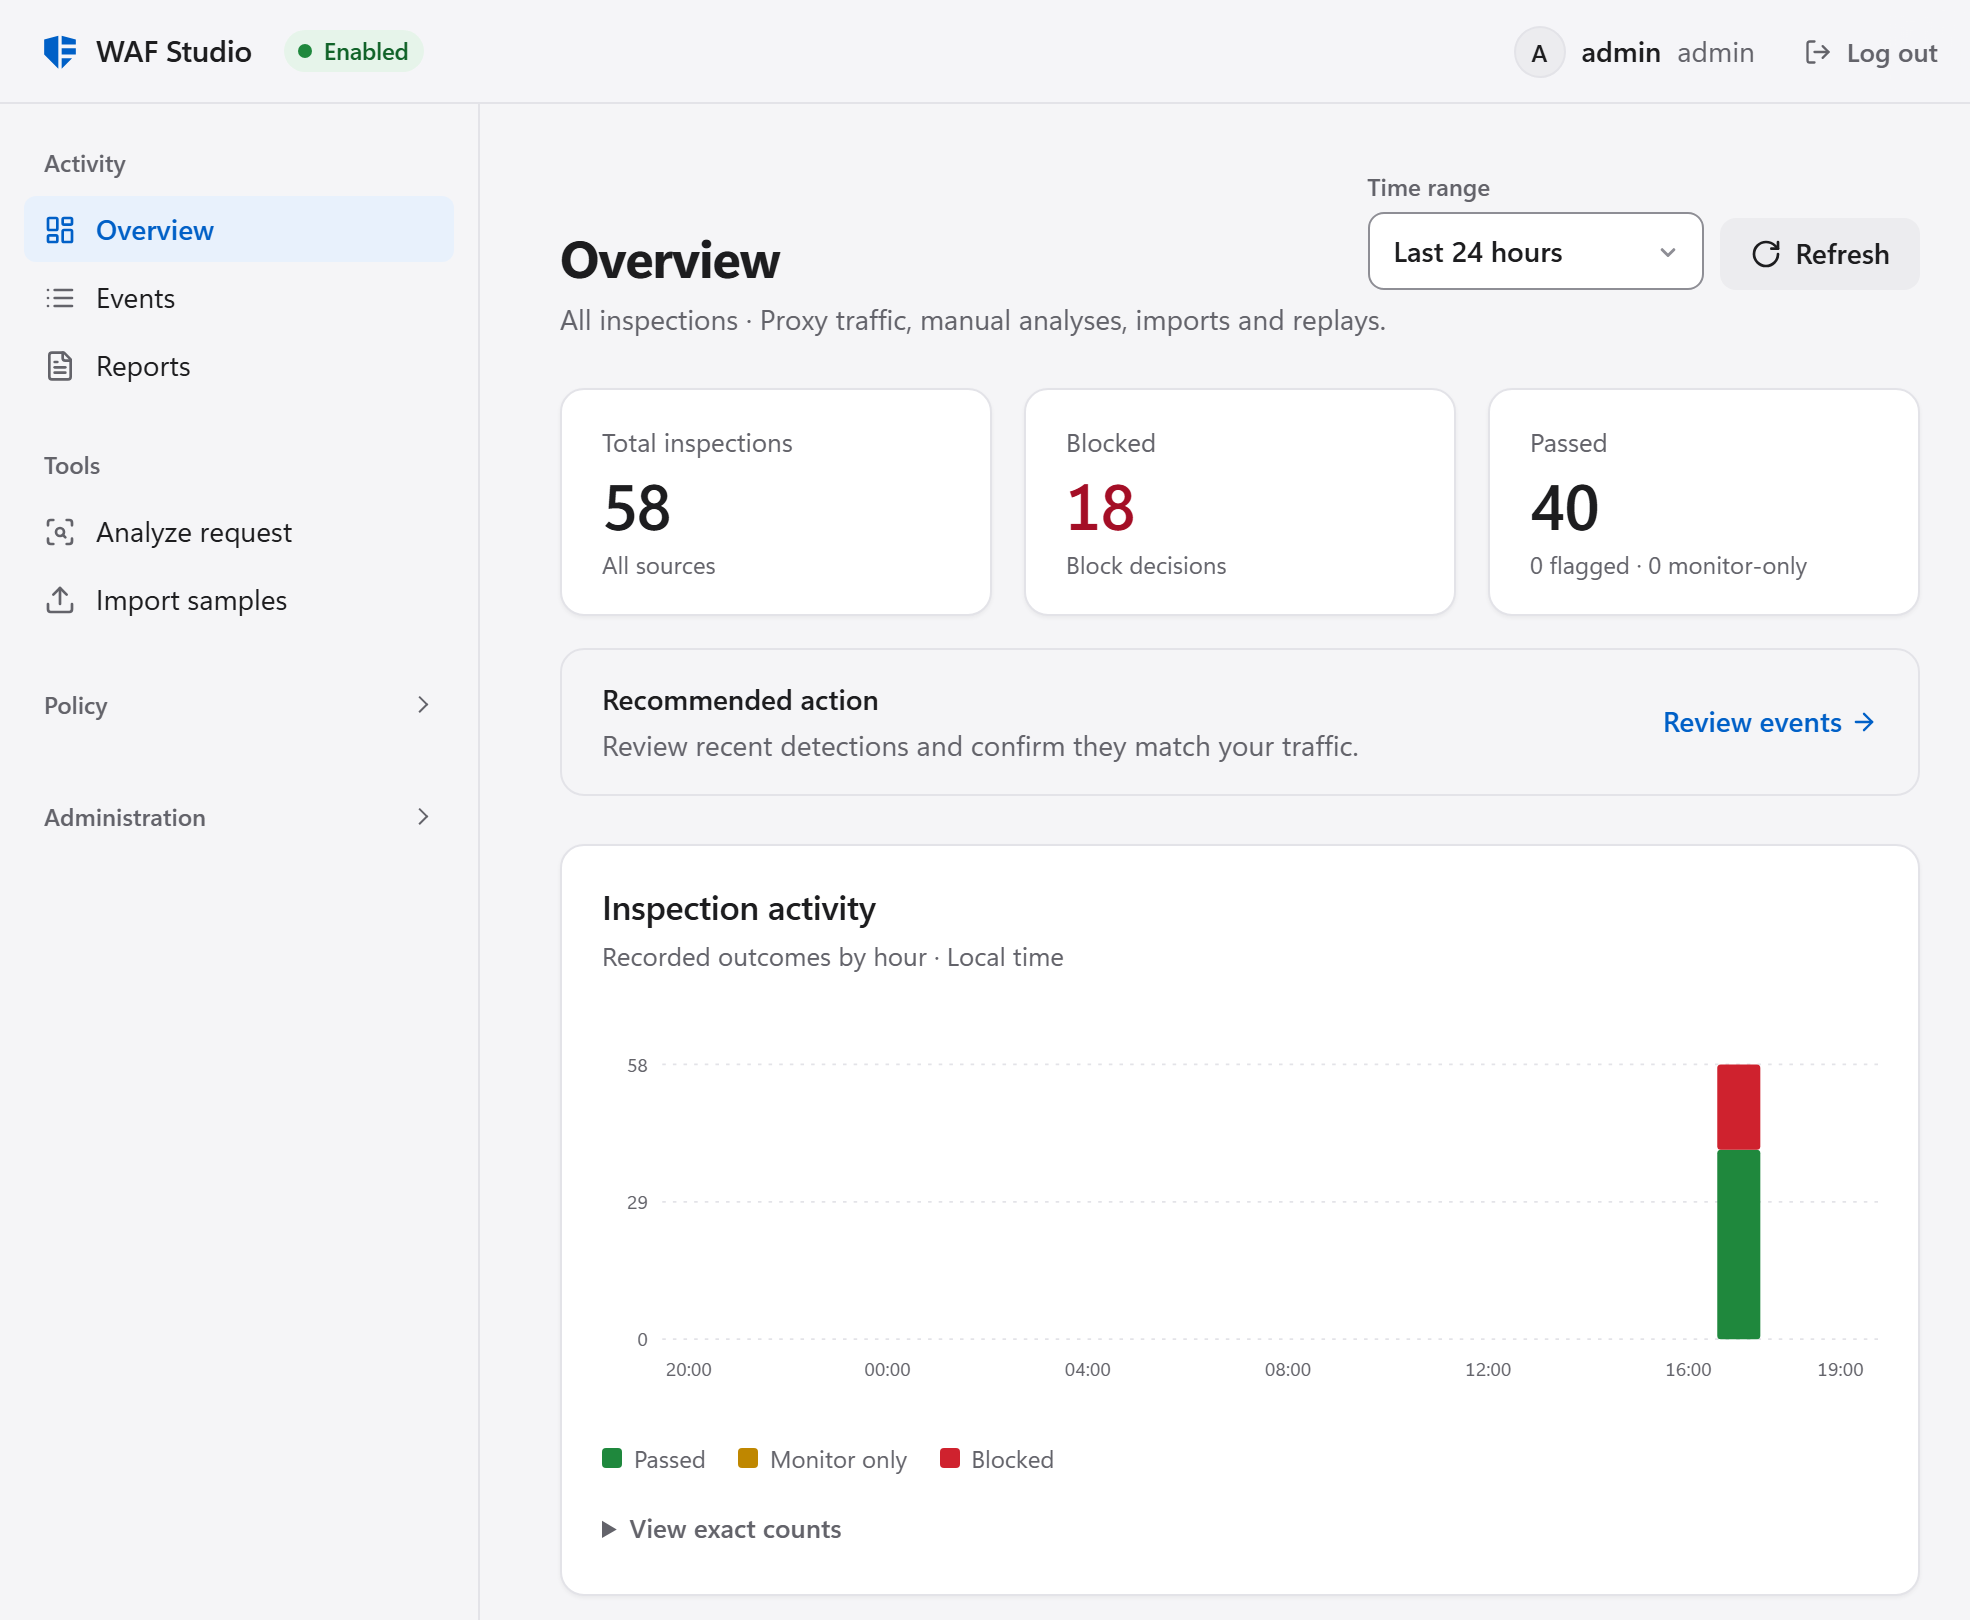 WAF Studio
Enabled
A
admin admin
Log out
Activity
Overview
Events
Reports
Tools
Analyze request
Import samples
Policy
Administration
Time range
Last 24 hours
Refresh
Overview
All inspections · Proxy traffic, manual analyses, imports and replays.
Total inspections
58
All sources
Blocked
18
Block decisions
Passed
40
0 flagged · 0 monitor-only
Recommended action
Review recent detections and confirm they match your traffic.
Review events →
Inspection activity
Recorded outcomes by hour · Local time
58
29
0
20:00 00:00 04:00 08:00 12:00 16:00 19:00
Passed Monitor only Blocked
View exact counts